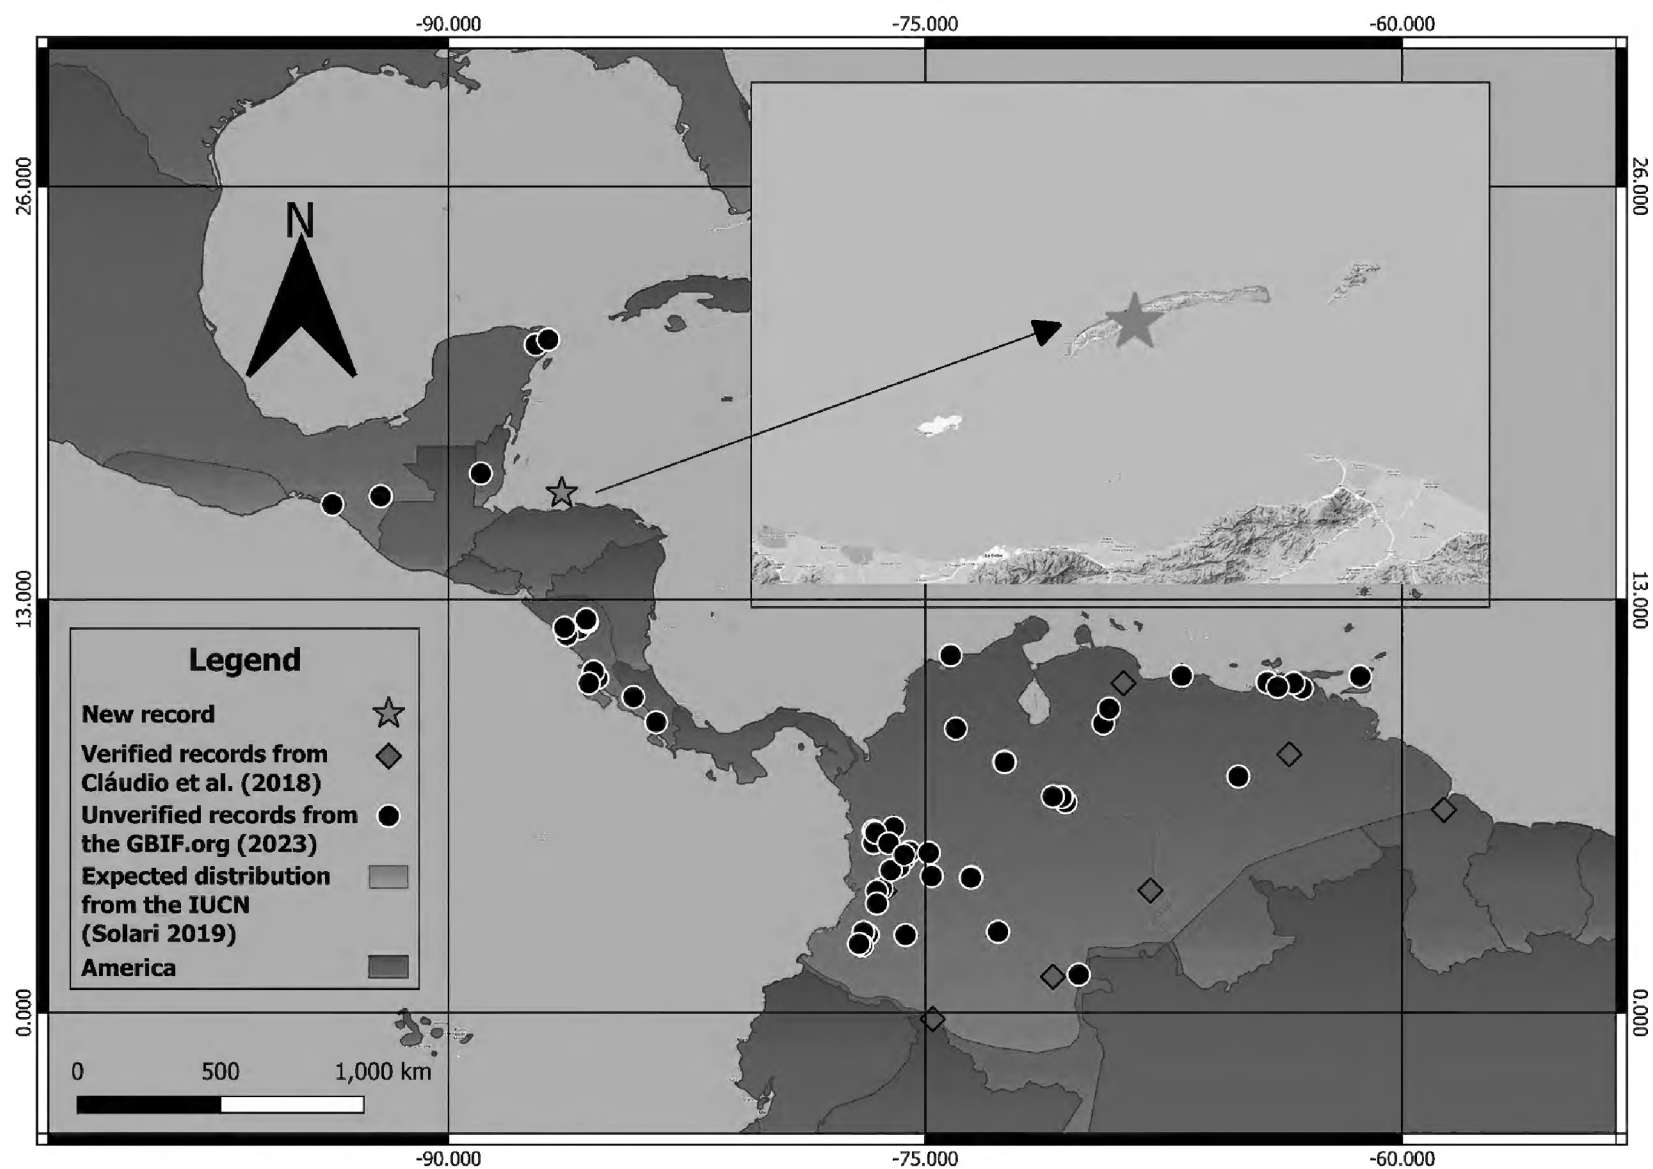 -90.000 -75.000 -60.000
26.000 26.000
N
13.000 13.000
Legend
New record
Verified records from
Cláudio et al. (2018)
Unverified records from
the GBIF.org (2023)
Expected distribution
from the IUCN
(Solari 2019)
America
0.000 0.000
0 500 1,000 km
-90.000 -75.000 -60.000